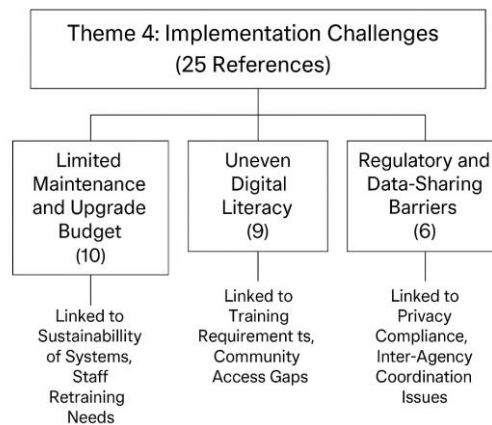 Theme 4: Implementation Challenges
(25 References)
Limited
Maintenance
and Upgrade
Budget
(10)
Uneven
Digital
Literacy
(9)
Regulatory and
Data-Sharing
Barriers
(6)
Linked to
Sustainabillity
of Systems,
Staff
Retraining
Needs
Linked to
Training
Requirement ts,
Community
Access Gaps
Linked to
Privacy
Compliance,
Inter-Agency
Coordination
Issues